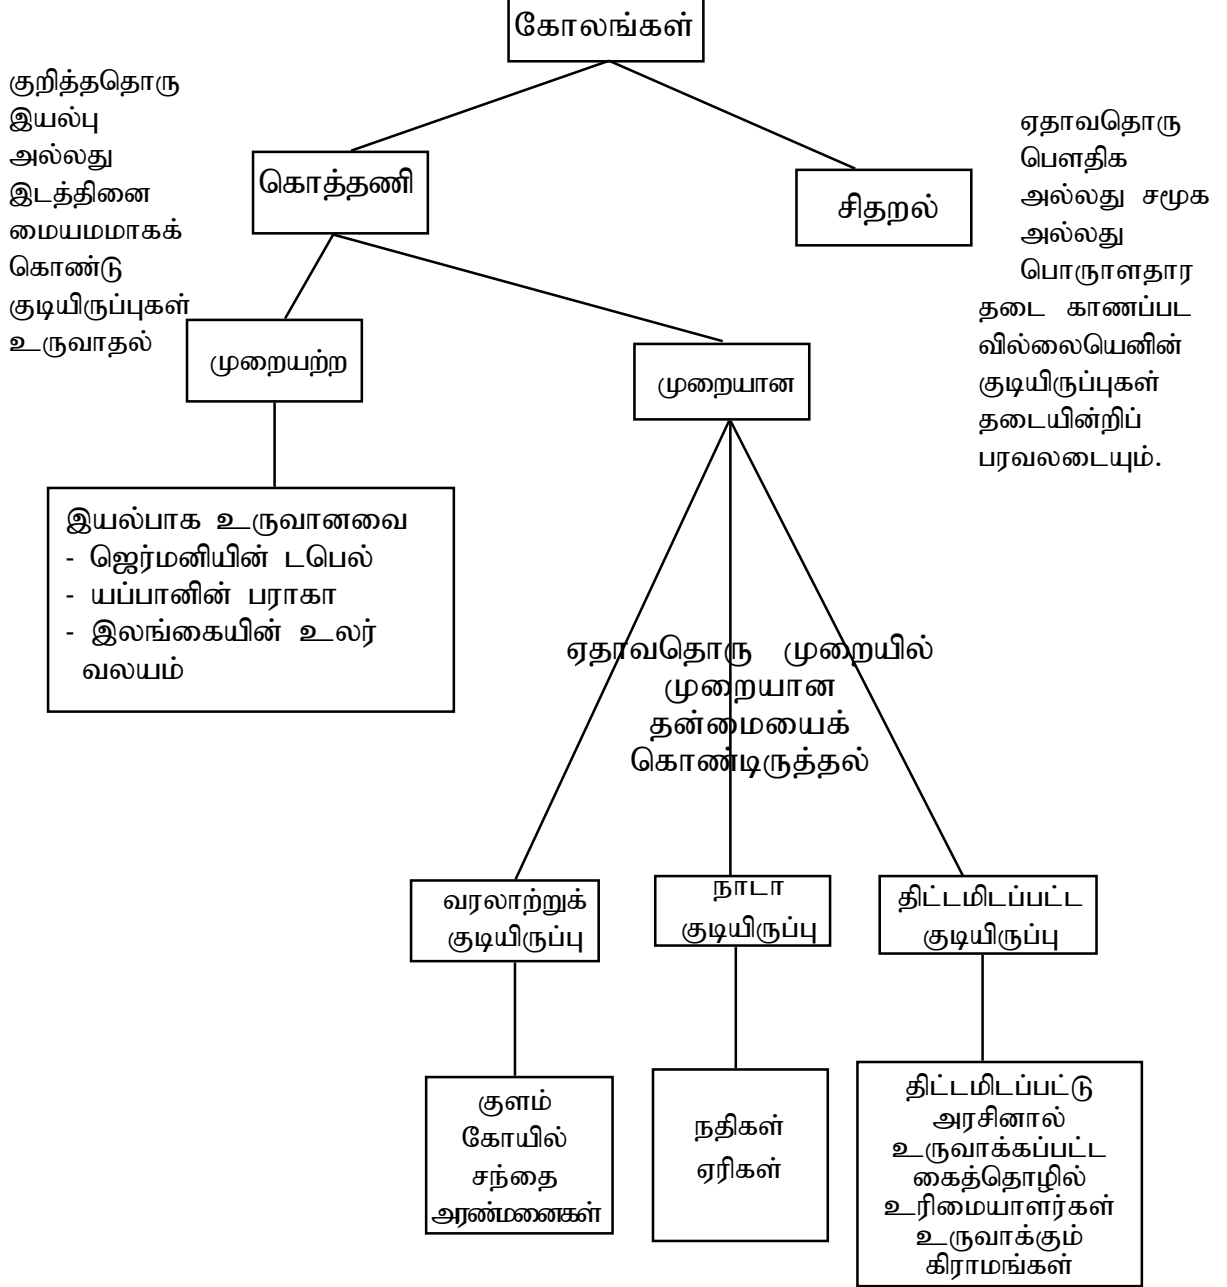 கோலங்கள்
குறித்ததொரு
இயல்பு
அல்லது
இடத்தினை
மையமமாகக்
கொண்டு
குடியிருப்புகள்
உருவாதல்
கொத்தணி
சிதறல்
ஏதாவதொரு
பௌதிக
அல்லது சமூக
அல்லது
பொருாளதார
தடை காணப்பட
வில்லையெனின்
குடியிருப்புகள்
தடையின்றிப்
பரவலடையும்.
முறையற்ற
முறையான
இயல்பாக உருவானவை
- ஜெர்மனியின் டபெல்
- யப்பானின் பராகா
- இலங்கையின் உலர்
வலயம்
ஏதாவதொரு முறையில்
முறையான
தன்மையைக்
கொண்டிருத்தல்
வரலாற்றுக்
குடியிருப்பு
நாடா
குடியிருப்பு
திட்டமிடப்பட்ட
குடியிருப்பு
குளம்
கோயில்
சந்தை
அரண்மனைகள்
நதிகள்
ஏரிகள்
திட்டமிடப்பட்டு
அரசினால்
உருவாக்கப்பட்ட
கைத்தொழில்
உரிமையாளர்கள்
உருவாக்கும்
கிராமங்கள்